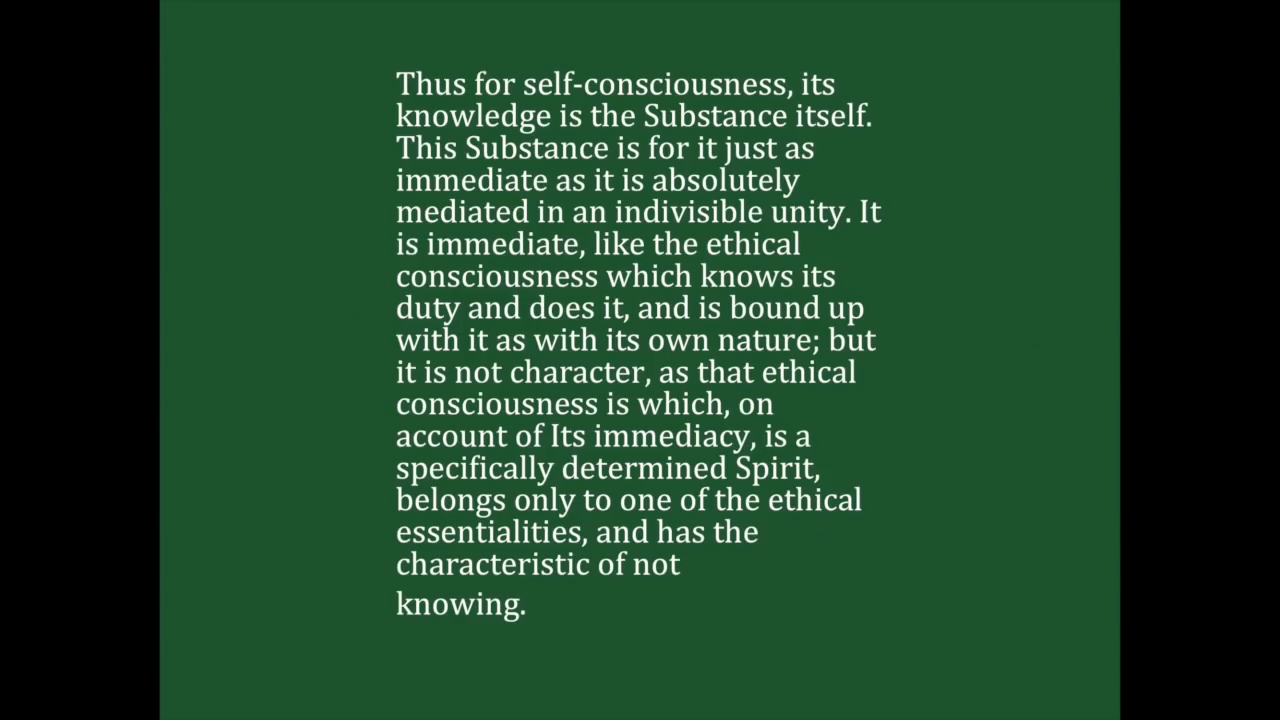 Thus for self-consciousness, its
knowledge is the Substance itself.
This Substance is for it just as
immediate as it is absolutely
mediated in an indivisible unity. It
is immediate, like the ethical
consciousness which knows its
duty and does it, and is bound up
with it as with its own nature; but
it is not character, as that ethical
consciousness is which, on
account of Its immediacy, is a
specifically determined Spirit,
belongs only to one of the ethical
essentialities, and has the
characteristic of not
knowing.